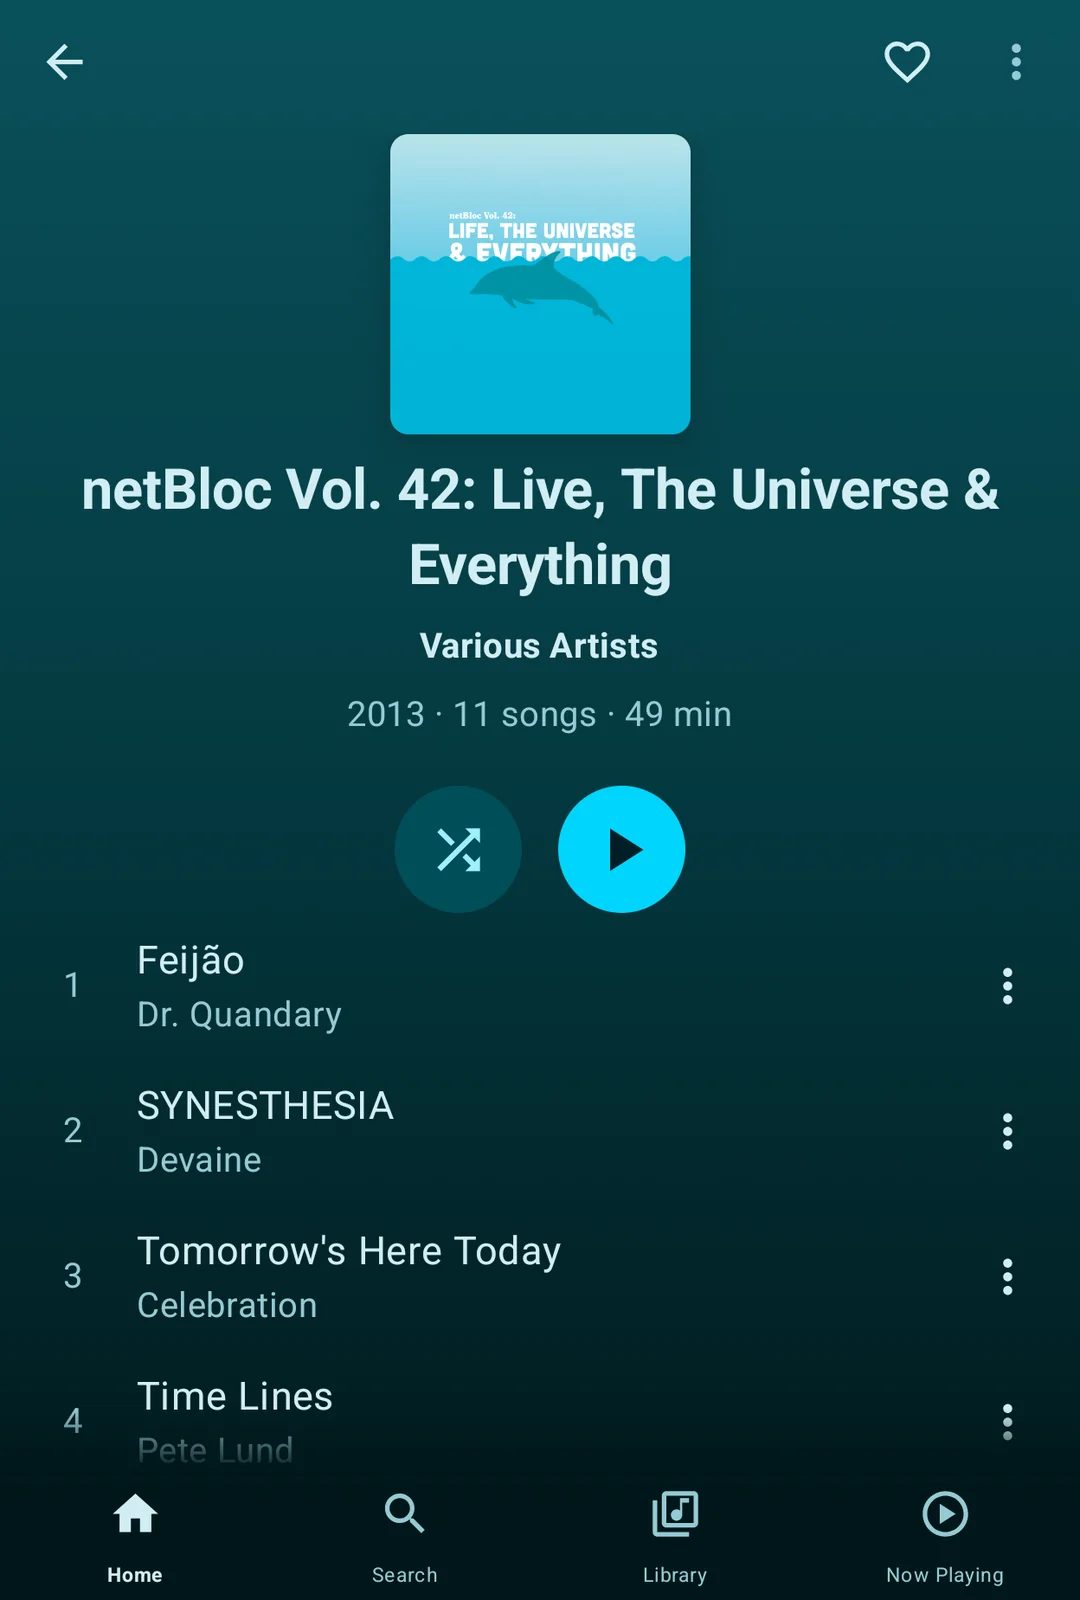 netBloc Vol. 42:
LIFE, THE UNIVERSE
& EVERYTHING
netBloc Vol. 42: Live, The Universe &
Everything
Various Artists
2013 · 11 songs · 49 min
1
Feijão
Dr. Quandary
2
SYNESTHESIA
Devaine
3
Tomorrow's Here Today
Celebration
4
Time Lines
Pete Lund
Home
Search
Library
Now Playing